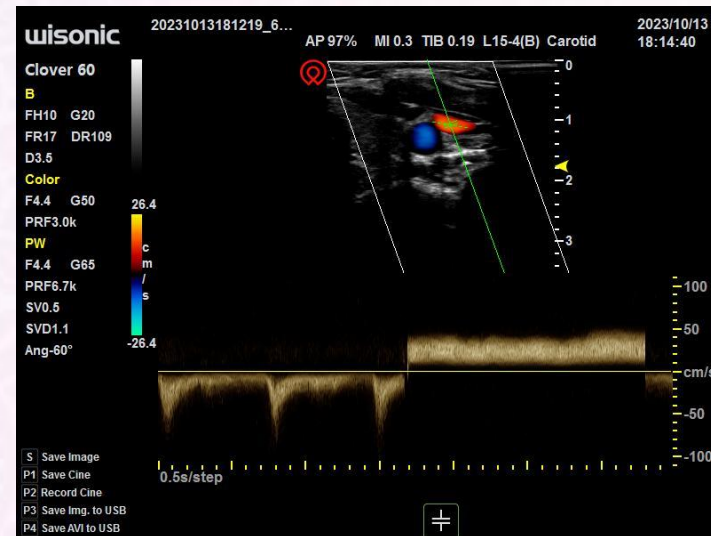 wisonic
20231013181219_6...
AP 97% MI 0.3 TIB 0.19 L15-4(B) Carotid
2023/10/13
18:14:40
Clover 60
B
FH10 G20
FR17 DR109
D3.5
Color
F4.4 G50
PRF3.0k
PW
F4.4 G65
PRF6.7k
SV0.5
SVD1.1
Ang-60°
26.4
c
m
/
s
-26.4
0
1
2
3
100
50
cm/s
-50
-100
0.5s/step
S Save Image
P1 Save Cine
P2 Record Cine
P3 Save Img. to USB
P4 Save AVI to USB